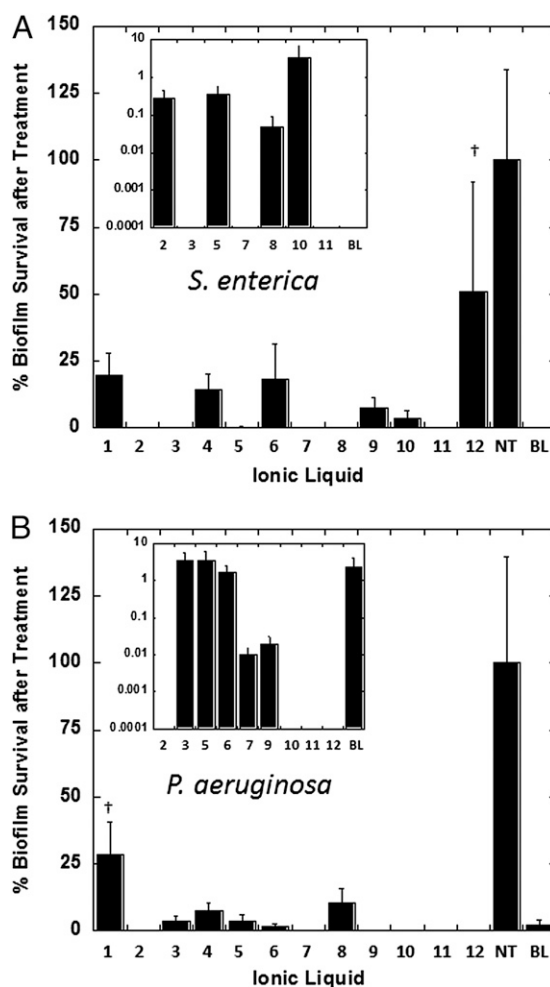 A
% Biofilm Survival after Treatment
150
125
100
75
50
25
0
10
1
0.1
0.01
0.001
0.0001
2 3 5 7 8 10 11 BL
S. enterica
†
1 2 3 4 5 6 7 8 9 10 11 12 NT BL
Ionic Liquid
B
% Biofilm Survival after Treatment
150
125
100
75
50
25
0
10
1
0.1
0.01
0.001
0.0001
2 3 5 6 7 9 10 11 12 BL
P. aeruginosa
†
1 2 3 4 5 6 7 8 9 10 11 12 NT BL
Ionic Liquid